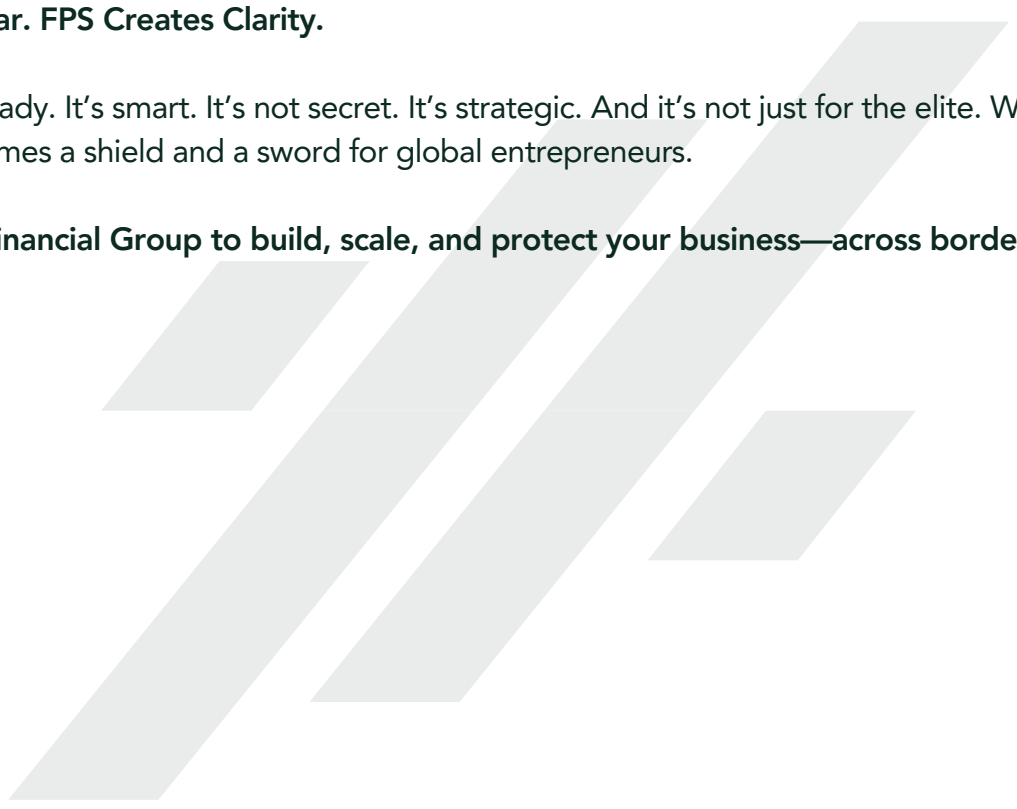 ar. FPS Creates Clarity.
ady. It’s smart. It’s not secret. It’s strategic. And it’s not just for the elite. W
mes a shield and a sword for global entrepreneurs.
inancial Group to build, scale, and protect your business—across borde